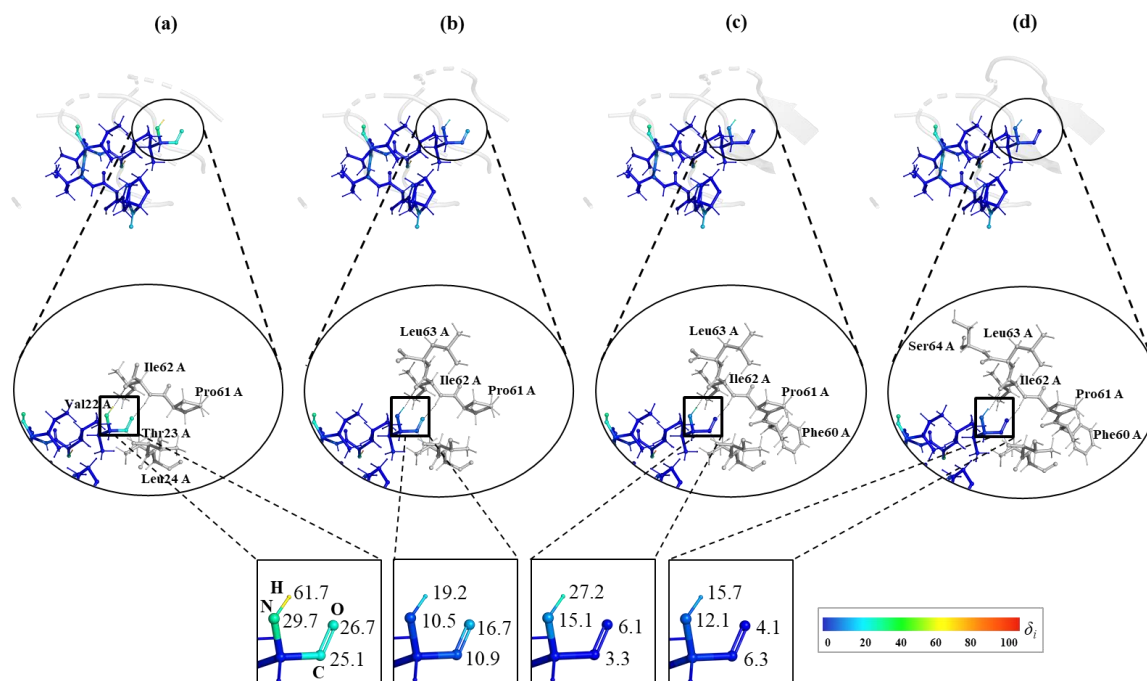 (a)
(b)
(c)
(d)
Ile62 A
Pro61 A
Val22 A
Thr23 A
Leu24 A
Leu63 A
Ile62 A
Pro61 A
Leu63 A
Ile62 A
Pro61 A
Phe60 A
Ser64 A
Leu63 A
Ile62 A
Pro61 A
Phe60 A
H
61.7
N
O
29.7
26.7
25.1
C
19.2
10.5
16.7
10.9
27.2
15.1
6.1
3.3
15.7
12.1
4.1
6.3
0 20 40 60 80 100 δi